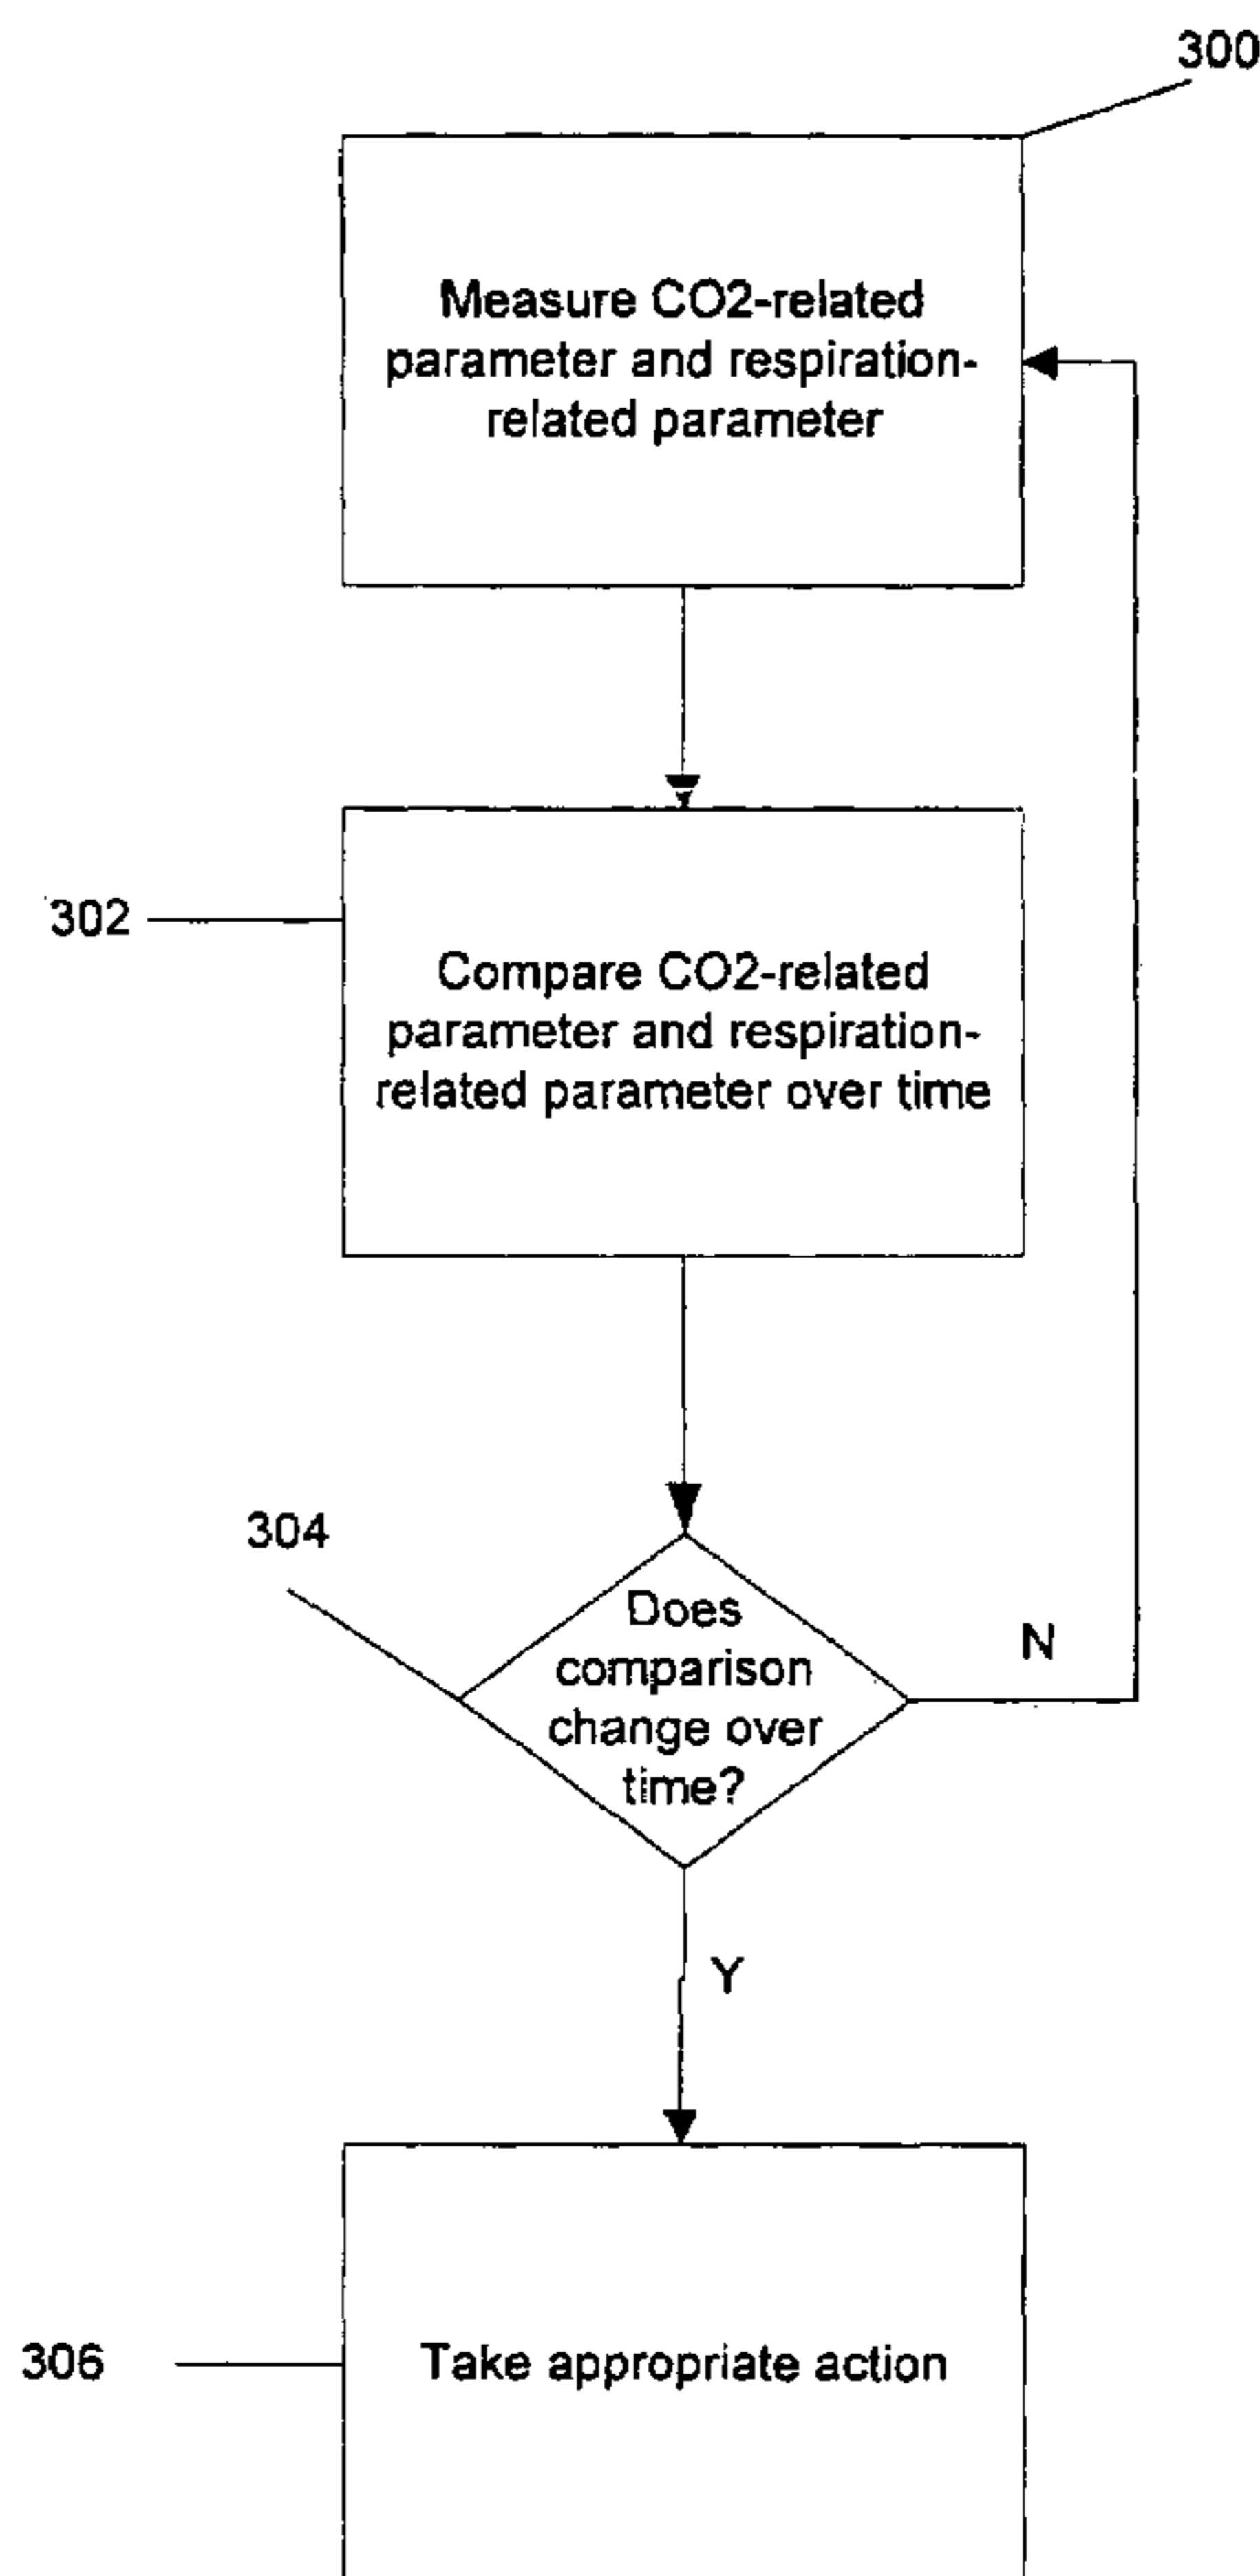 300
Measure CO2-related
parameter and respiration-
related parameter
302
Compare CO2-related
parameter and respiration-
related parameter over time
304
Does
comparison
change over
time?
N
Y
306
Take appropriate action